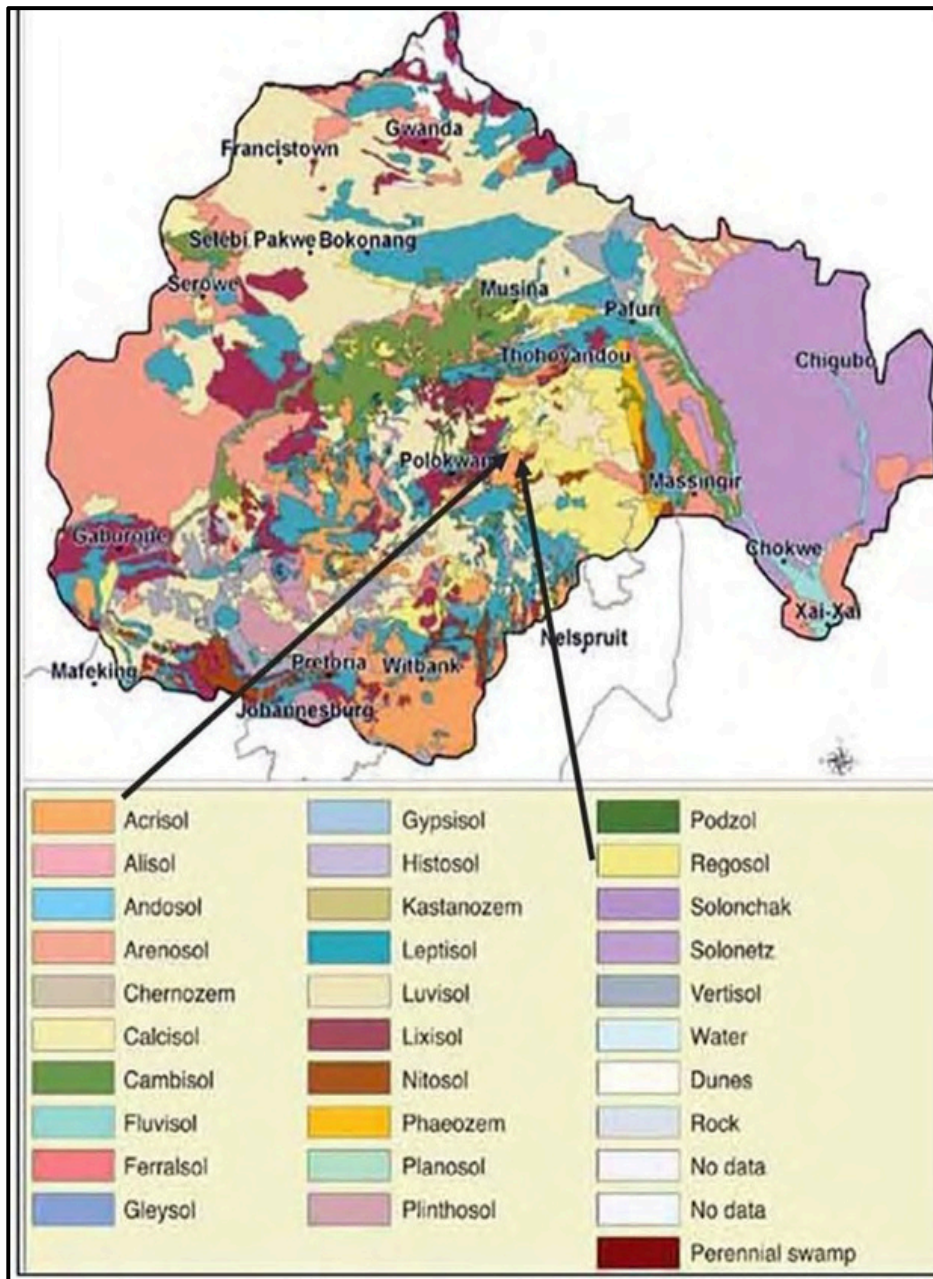 Gwanda
Francistown
Selebi Pakwe Bokonang
Serowe
Musina
Pafuri
Thohoyandou
Chigubo
Polokwan
Massingir
Gaborone
Chokwe
Xai-Xai
Nelspruit
Mafeking
Pretoria
Witbank
Johannesburg
Acrisol
Alisol
Andosol
Arenosol
Chernozem
Calcisol
Cambisol
Fluvisol
Ferralsol
Gleysol
Gypsisol
Histosol
Kastanozem
Leptisol
Luvisol
Lixisol
Nitosol
Phaeozem
Planosol
Plinthosol
Podzol
Regosol
Solonchak
Solonetz
Vertisol
Water
Dunes
Rock
No data
No data
Perennial swamp